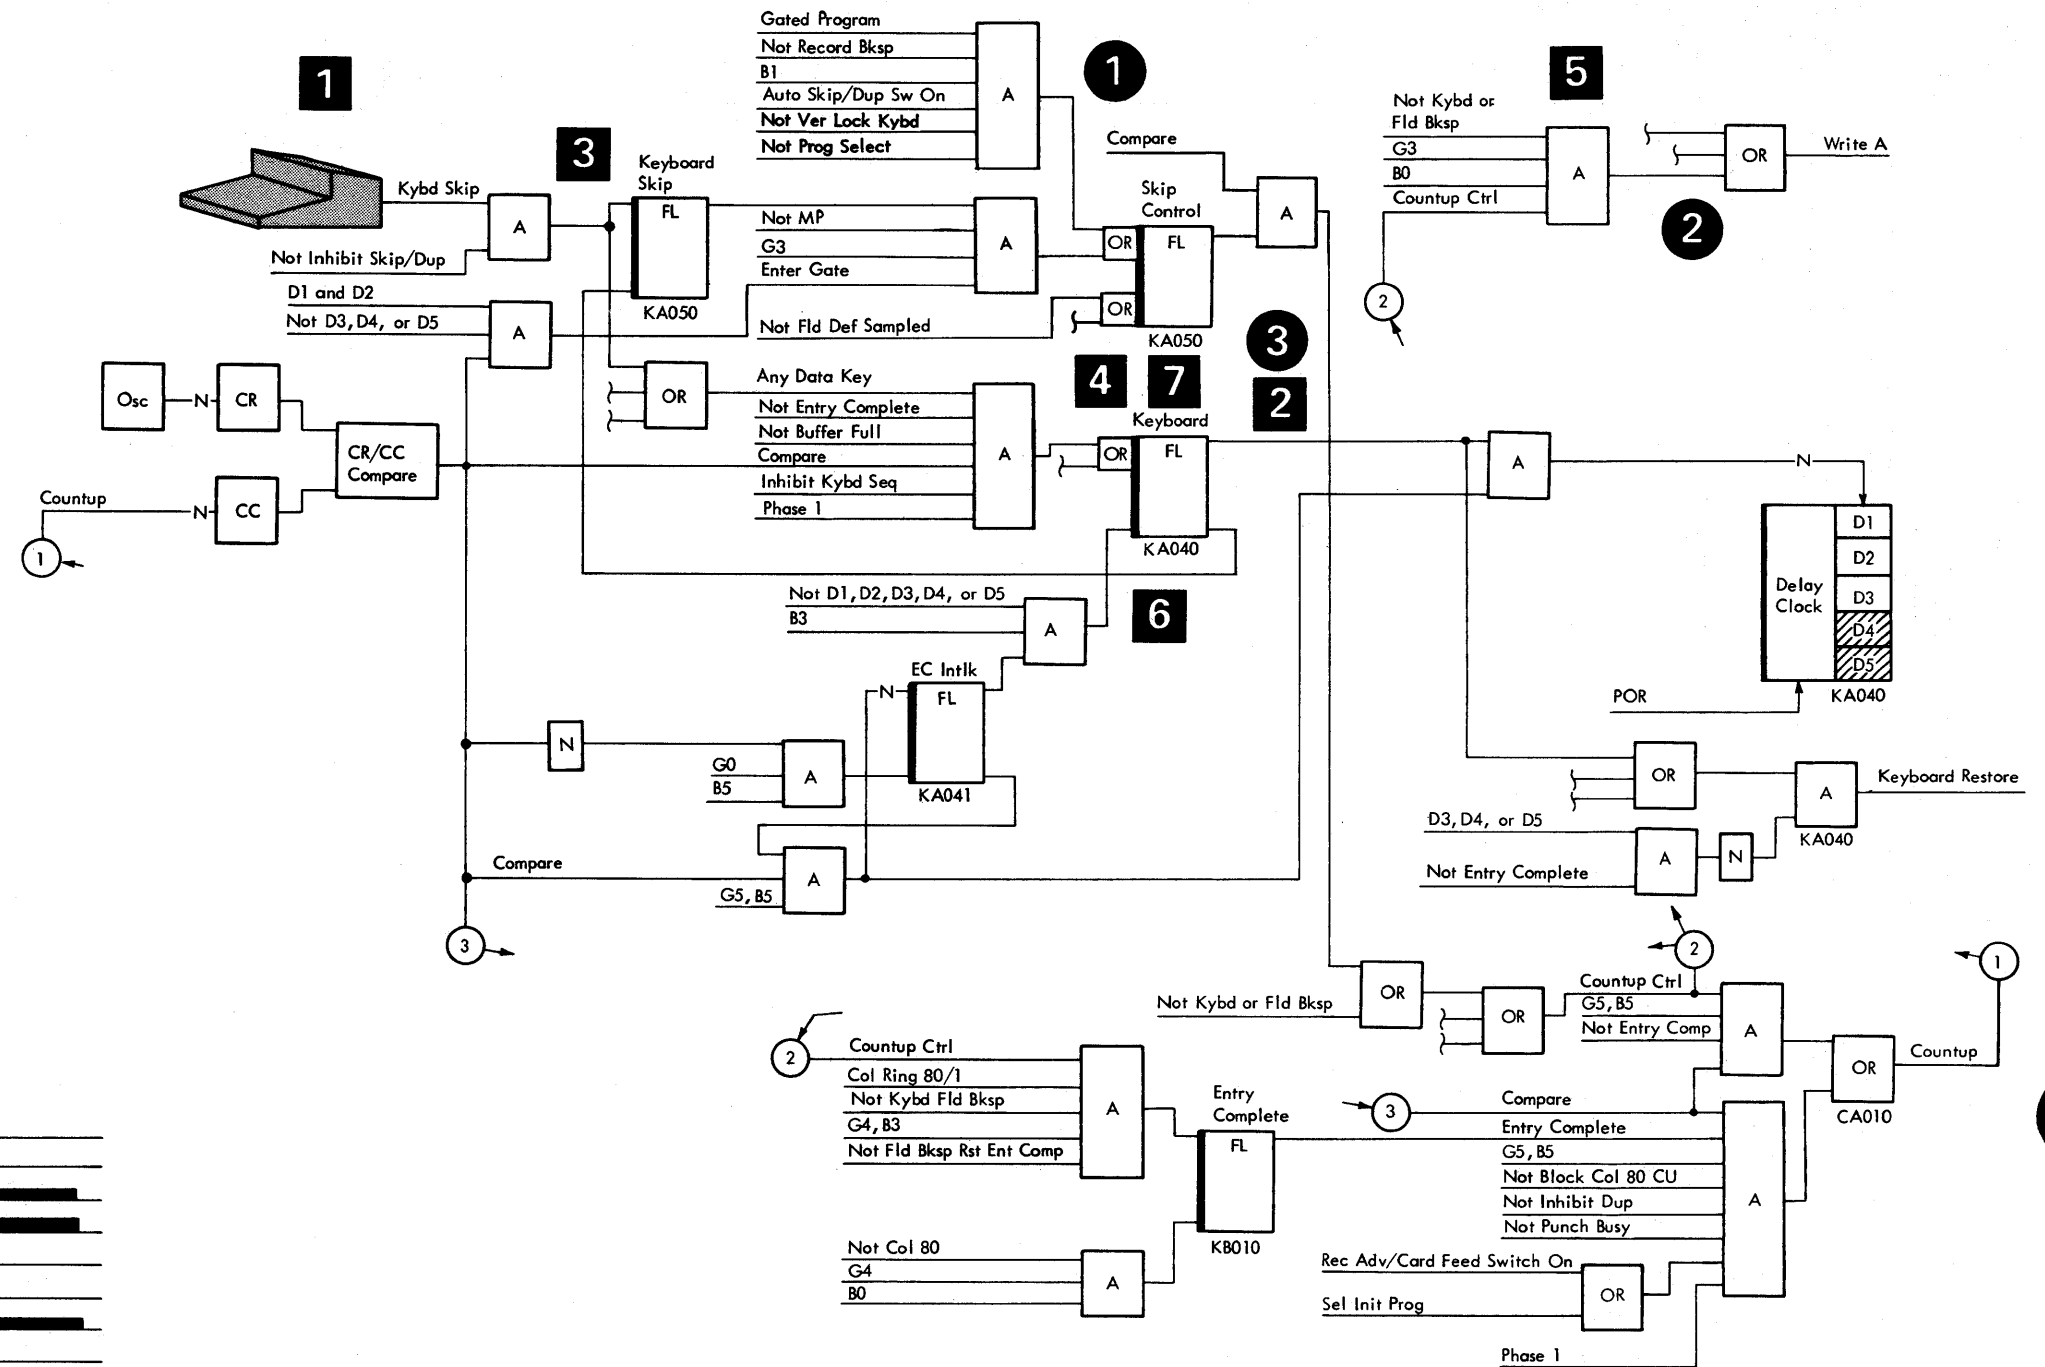 Gated Program
Not Record Bksp
B1
Auto Skip/Dup Sw On
Not Ver Lock Kybd
Not Prog Select
A
1
1
3
Keyboard
Skip
FL
KA050
Kybd Skip
A
Not Inhibit Skip/Dup
D1 and D2
Not D3, D4, or D5
A
Not MP
G3
Enter Gate
A
Not Fld Def Sampled
Compare
A
Skip
Control
OR
FL
OR
KA050
5
Not Kybd or
Fld Bksp
G3
B0
Countup Ctrl
A
OR
Write A
2
2
3
2
4
7
Osc
N
CR
CR/CC
Compare
Countup
N
CC
1
OR
Any Data Key
Not Entry Complete
Not Buffer Full
Compare
Inhibit Kybd Seq
Phase 1
A
Keyboard
OR
FL
KA040
A
N
Delay
Clock
D1
D2
D3
D4
D5
POR
KA040
Not D1, D2, D3, D4, or D5
B3
A
6
EC Intlk
N
FL
KA041
N
G0
B5
A
Compare
G5, B5
A
3
OR
A
Keyboard Restore
KA040
D3, D4, or D5
Not Entry Complete
A
N
2
1
Not Kybd or Fld Bksp
OR
OR
Countup Ctrl
G5, B5
Not Entry Comp
A
OR
Countup
CA010
2
Countup Ctrl
Col Ring 80/1
Not Kybd Fld Bksp
G4, B3
Not Fld Bksp Rst Ent Comp
A
Entry
Complete
FL
KB010
Not Col 80
G4
B0
A
3
Compare
Entry Complete
G5, B5
Not Block Col 80 CU
Not Inhibit Dup
Not Punch Busy
A
Rec Adv/Card Feed Switch On
Sel Init Prog
OR
Phase 1